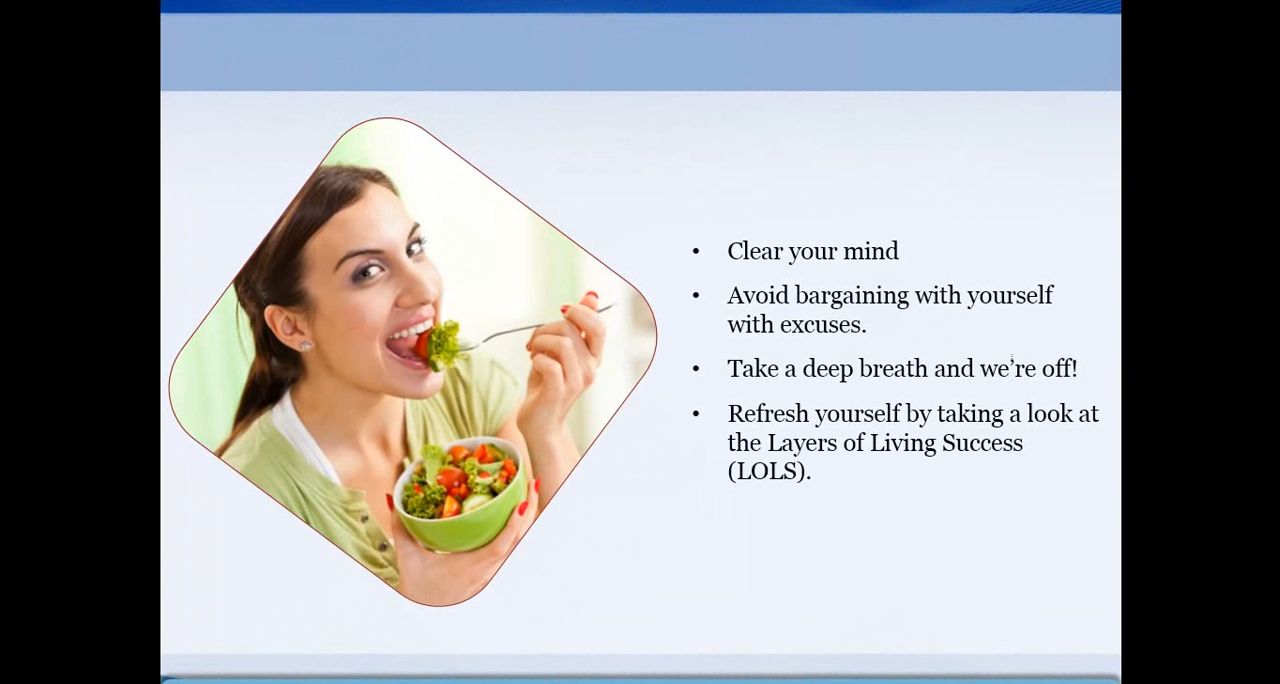 • Clear your mind
• Avoid bargaining with yourself
with excuses.
• Take a deep breath and we’re off!
• Refresh yourself by taking a look at
the Layers of Living Success
(LOLS).